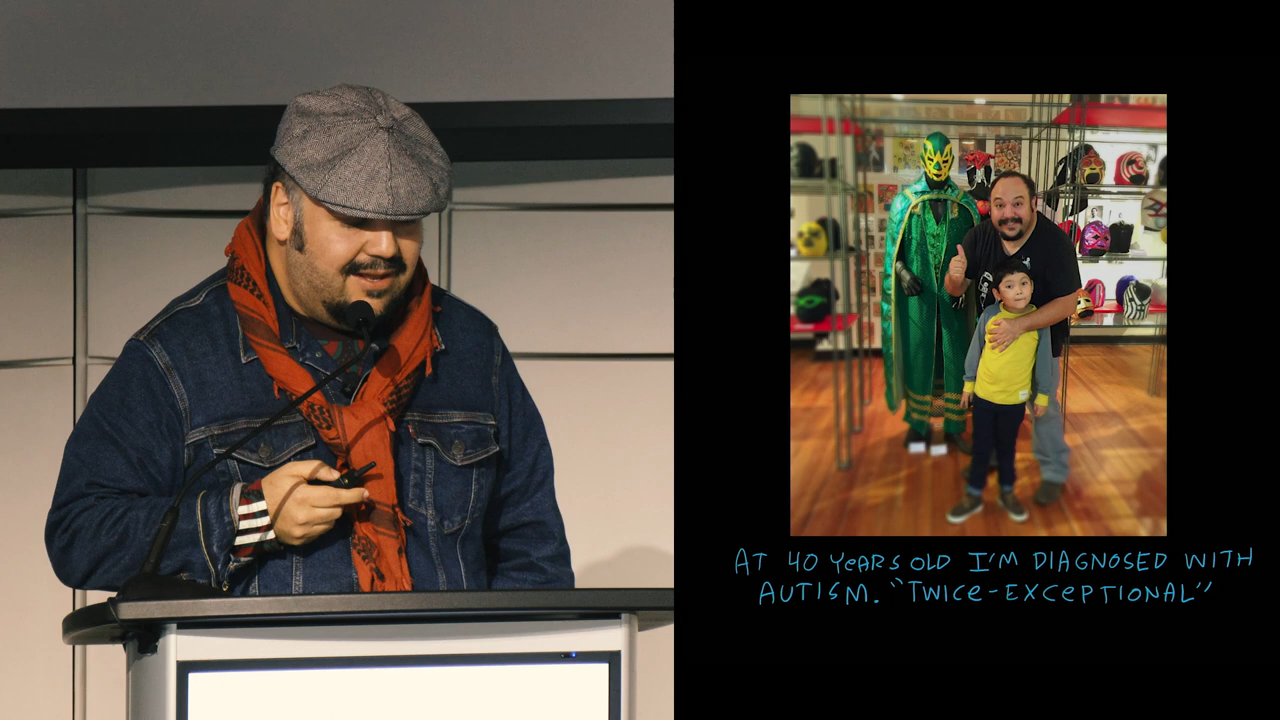 AT 40 YEARS OLD I'M DIAGNOSED WITH
AUTISM. "TWICE-EXCEPTIONAL"